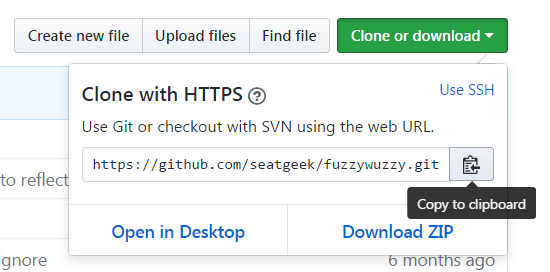 Create new file Upload files Find file Clone or download
Clone with HTTPS ? Use SSH
Use Git or checkout with SVN using the web URL.
https://github.com/seatgeek/fuzzywuzzy.git
to reflect
Copy to clipboard
Open in Desktop Download ZIP
ignore 6 months ago